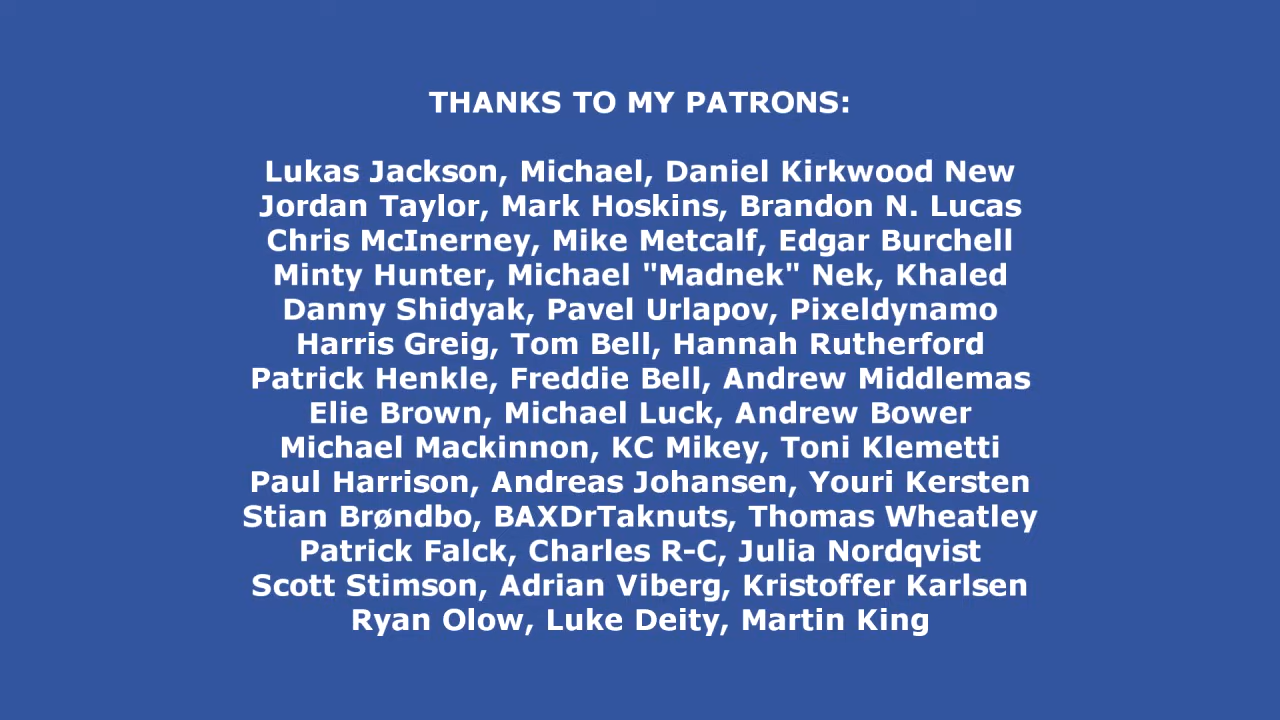 THANKS TO MY PATRONS:
Lukas Jackson, Michael, Daniel Kirkwood New
Jordan Taylor, Mark Hoskins, Brandon N. Lucas
Chris McInerney, Mike Metcalf, Edgar Burchell
Minty Hunter, Michael "Madnek" Nek, Khaled
Danny Shidyak, Pavel Urlapov, Pixeldynamo
Harris Greig, Tom Bell, Hannah Rutherford
Patrick Henkle, Freddie Bell, Andrew Middlemas
Elie Brown, Michael Luck, Andrew Bower
Michael Mackinnon, KC Mikey, Toni Klemetti
Paul Harrison, Andreas Johansen, Youri Kersten
Stian Brøndbo, BAXDrTaknuts, Thomas Wheatley
Patrick Falck, Charles R-C, Julia Nordqvist
Scott Stimson, Adrian Viberg, Kristoffer Karlsen
Ryan Olow, Luke Deity, Martin King